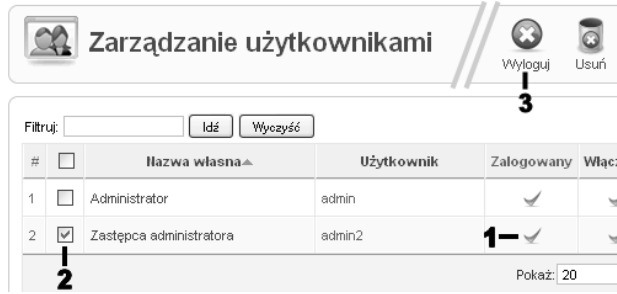 Zarządzanie użytkownikami
Wyloguj Usuń
3
Filtruj: Idź Wyczyść
# Nazwa własna Użytkownik Zalogowany Włącz
1 Administrator admin
2 Zastępca administratora admin2 1
2
Pokaż: 20